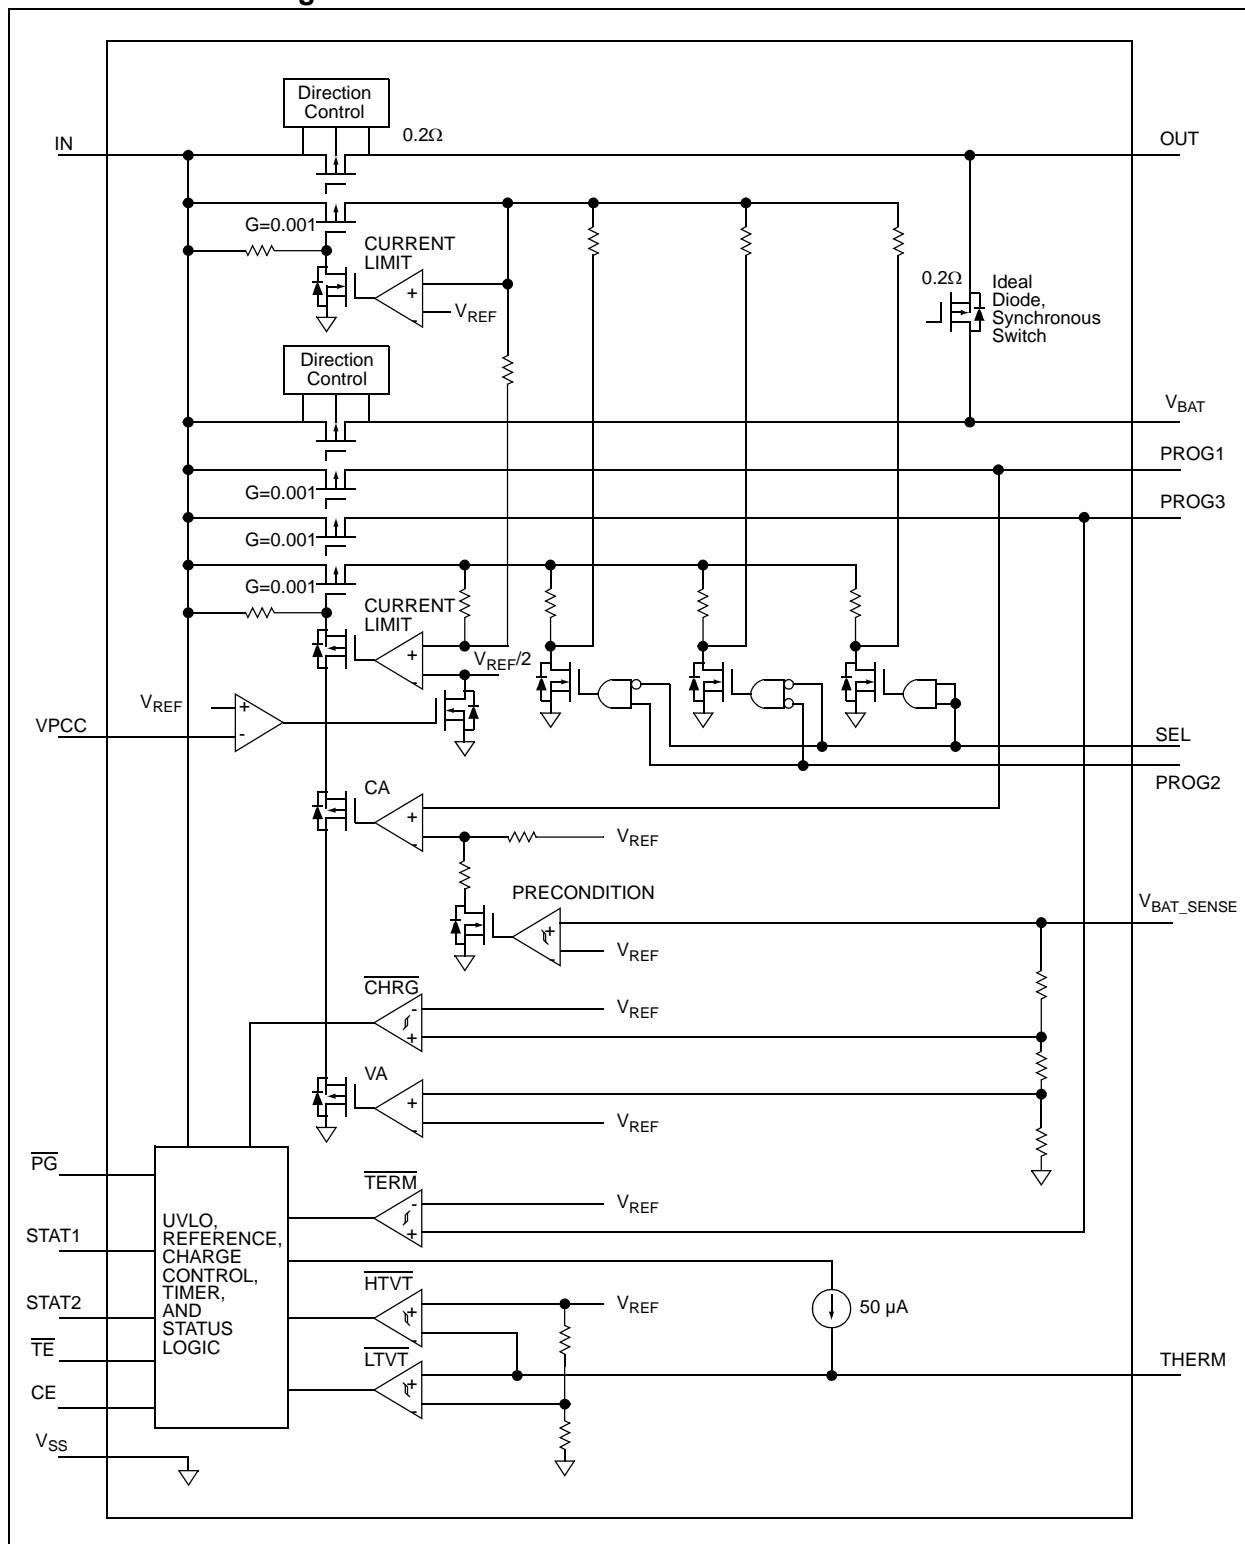 Direction
Control
0.2Ω
IN
OUT
G=0.001
CURRENT
LIMIT
+
-
VREF
0.2Ω
Ideal
Diode,
Synchronous
Switch
Direction
Control
VBAT
PROG1
G=0.001
PROG3
G=0.001
G=0.001
CURRENT
LIMIT
+
-
VREF/2
VREF
+
-
VPCC
SEL
PROG2
CA
+
-
VREF
PRECONDITION
+
-
VREF
VBAT_SENSE
CHRG
-
+
VREF
VA
+
-
VREF
PG
TERM
-
+
VREF
UVLO,
REFERENCE,
CHARGE
CONTROL,
TIMER,
AND
STATUS
LOGIC
STAT1
HTVT
+
-
VREF
50 µA
STAT2
TE
LTVT
+
-
THERM
CE
VSS